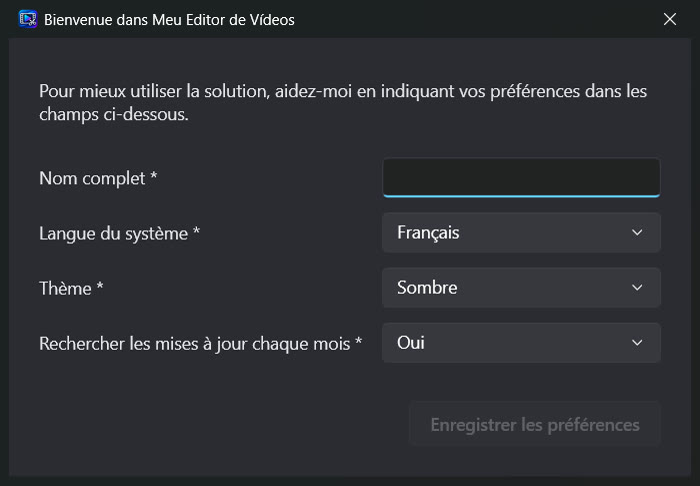 Bienvenue dans Meu Editor de Vídeos
Pour mieux utiliser la solution, aidez-moi en indiquant vos préférences dans les
champs ci-dessous.
Nom complet *
Langue du système * Français
Thème * Sombre
Rechercher les mises à jour chaque mois * Oui
Enregistrer les préférences